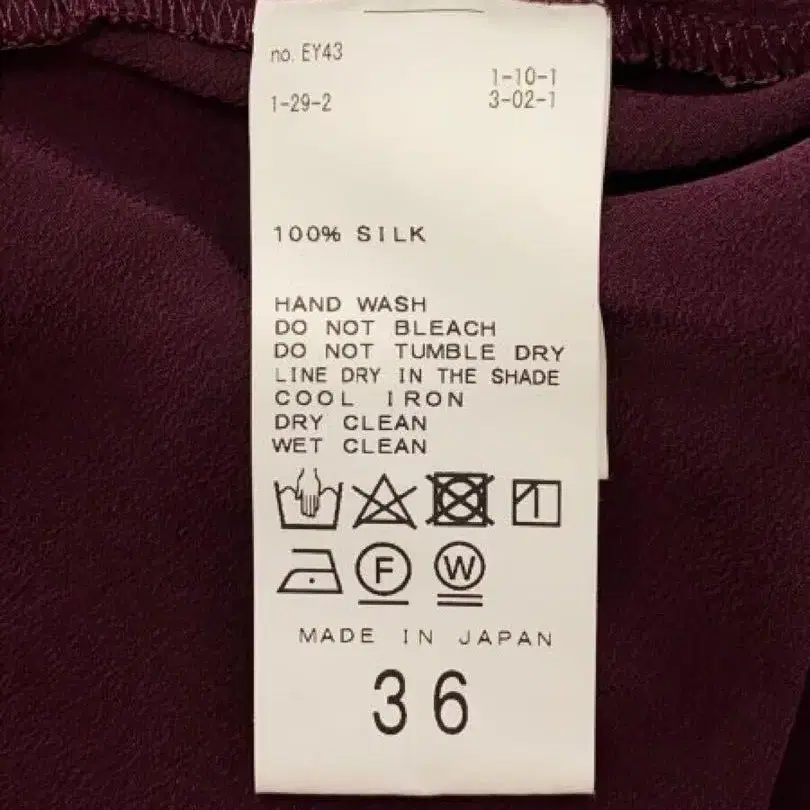 no. EY43
1-10-1
1-29-2 3-02-1
100% SILK
HAND WASH
DO NOT BLEACH
DO NOT TUMBLE DRY
LINE DRY IN THE SHADE
COOL IRON
DRY CLEAN
WET CLEAN
F W
MADE IN JAPAN
36